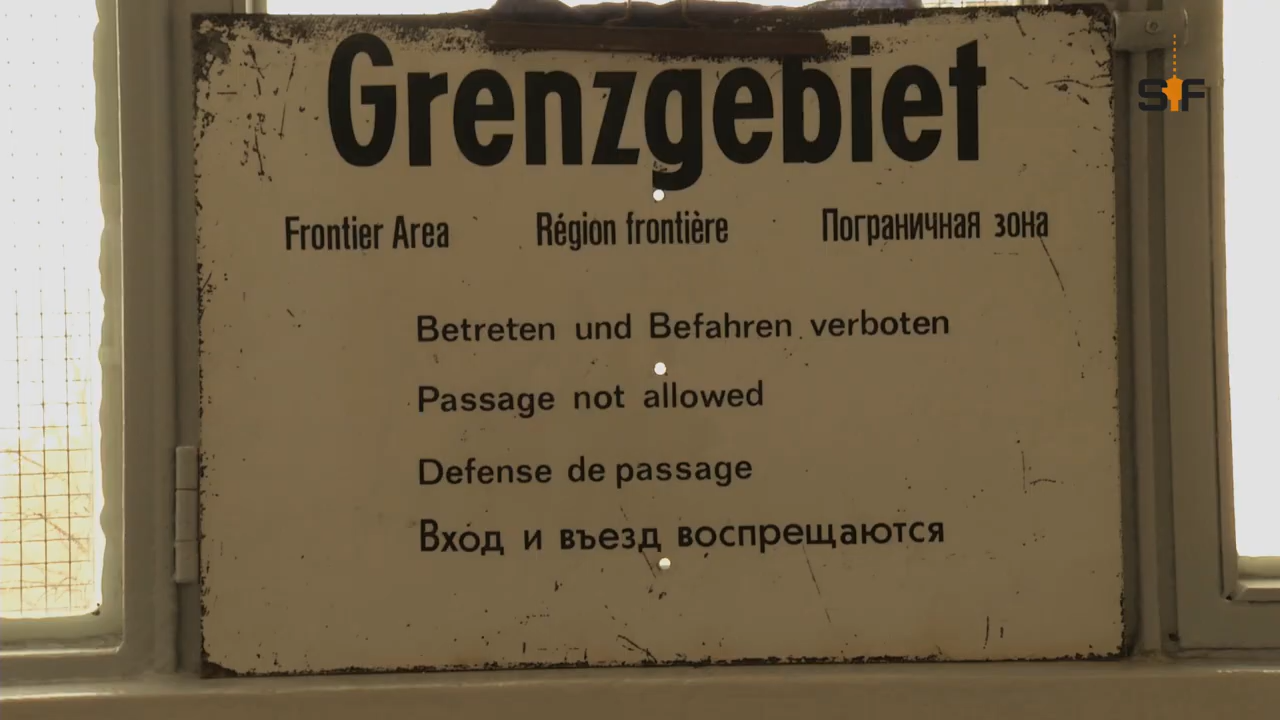 Grenzgebiet
Frontier Area Région frontière Пограничная зона
Betreten und Befahren verboten
Passage not allowed
Defense de passage
Вход и въезд воспрещаются
SF